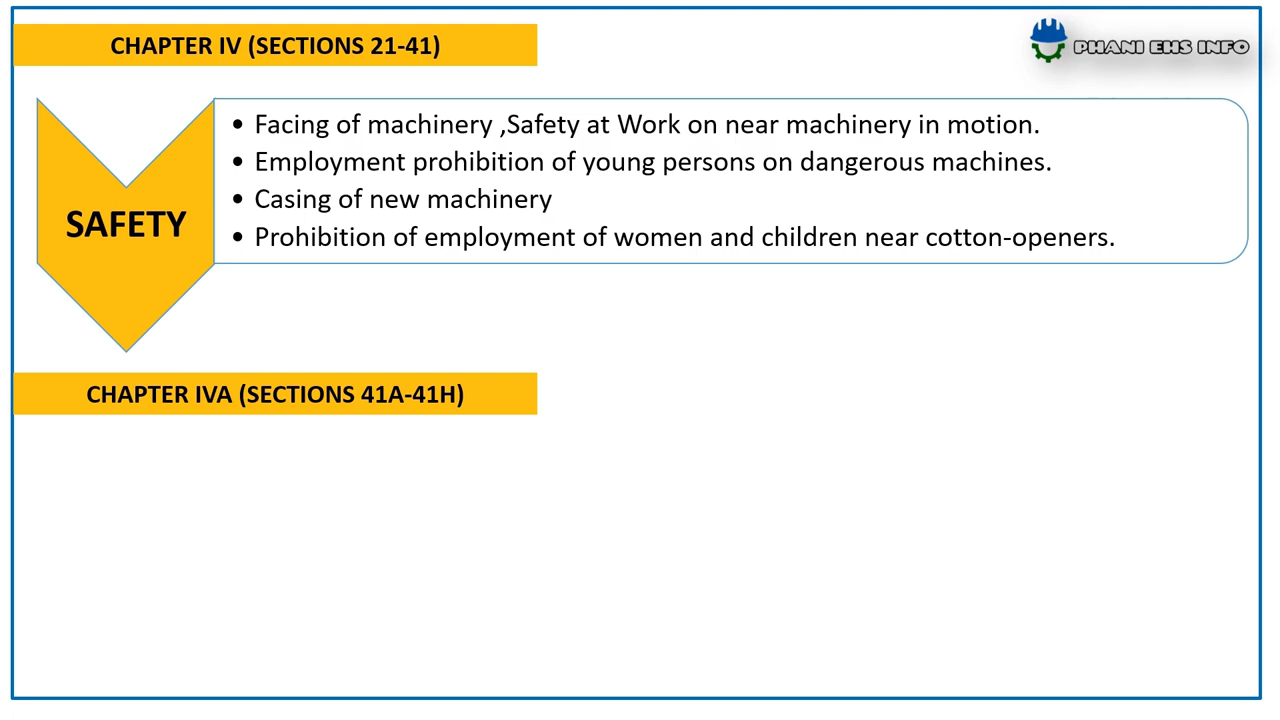 CHAPTER IV (SECTIONS 21-41)
PHANI EHS INFO
• Facing of machinery ,Safety at Work on near machinery in motion.
• Employment prohibition of young persons on dangerous machines.
SAFETY
• Casing of new machinery
• Prohibition of employment of women and children near cotton-openers.
CHAPTER IVA (SECTIONS 41A-41H)